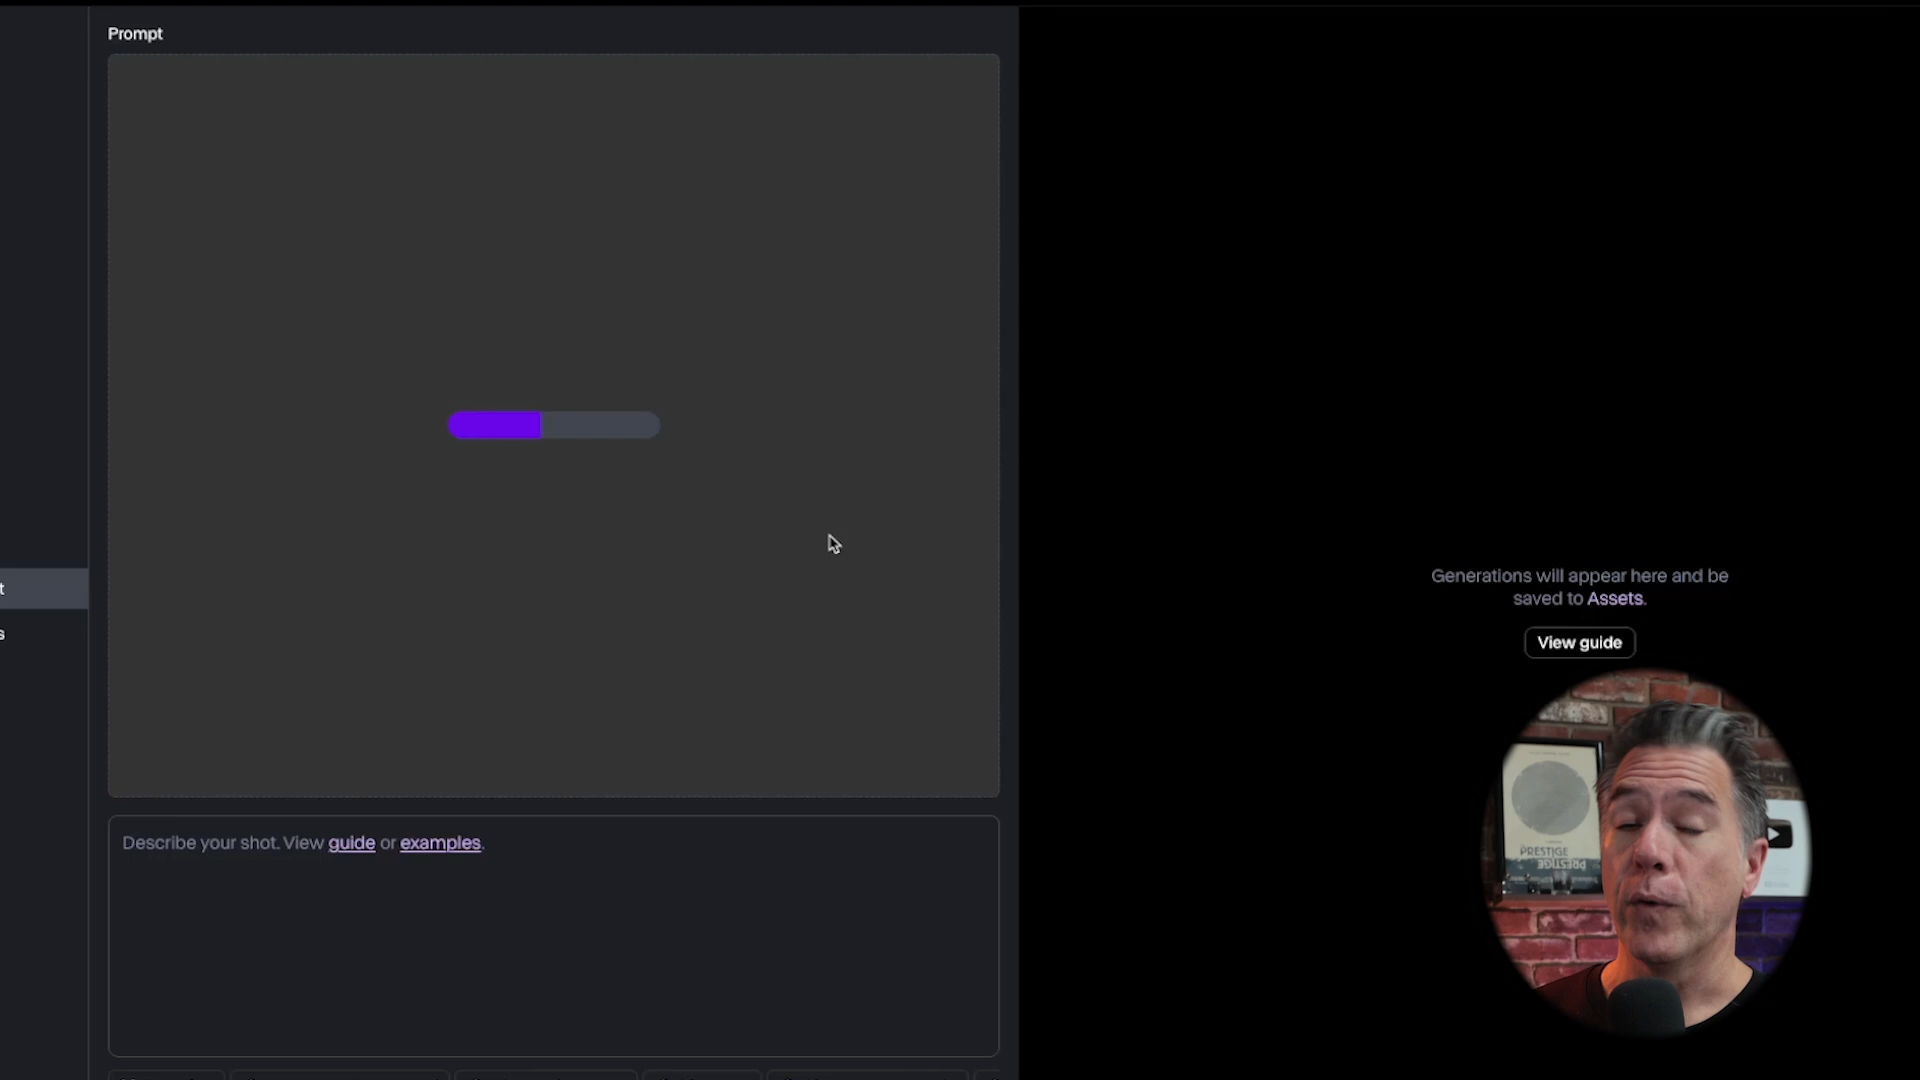 Prompt
Generations will appear here and be
saved to Assets.
View guide
Describe your shot. View guide or examples.
PRESTIGE
PRESTIGE
t
s